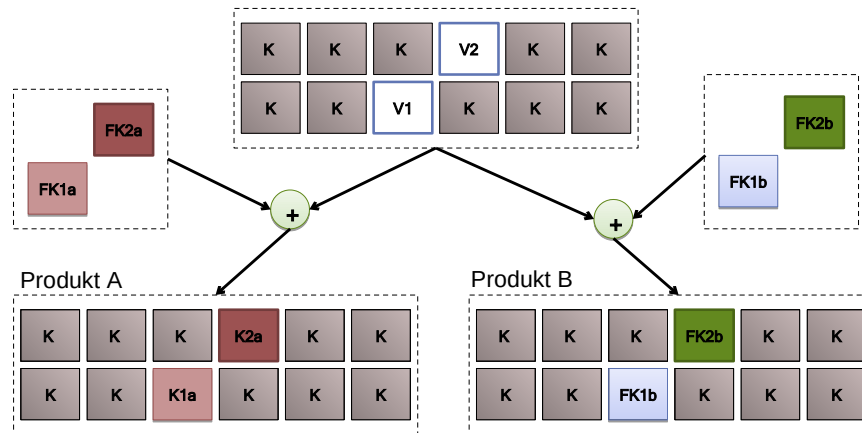 K K K V2 K K
K K V1 K K K
FK2a
FK1a
FK2b
FK1b
+
+
Produkt A
K K K K2a K K
K K K1a K K K
Produkt B
K K K FK2b K K
K K FK1b K K K